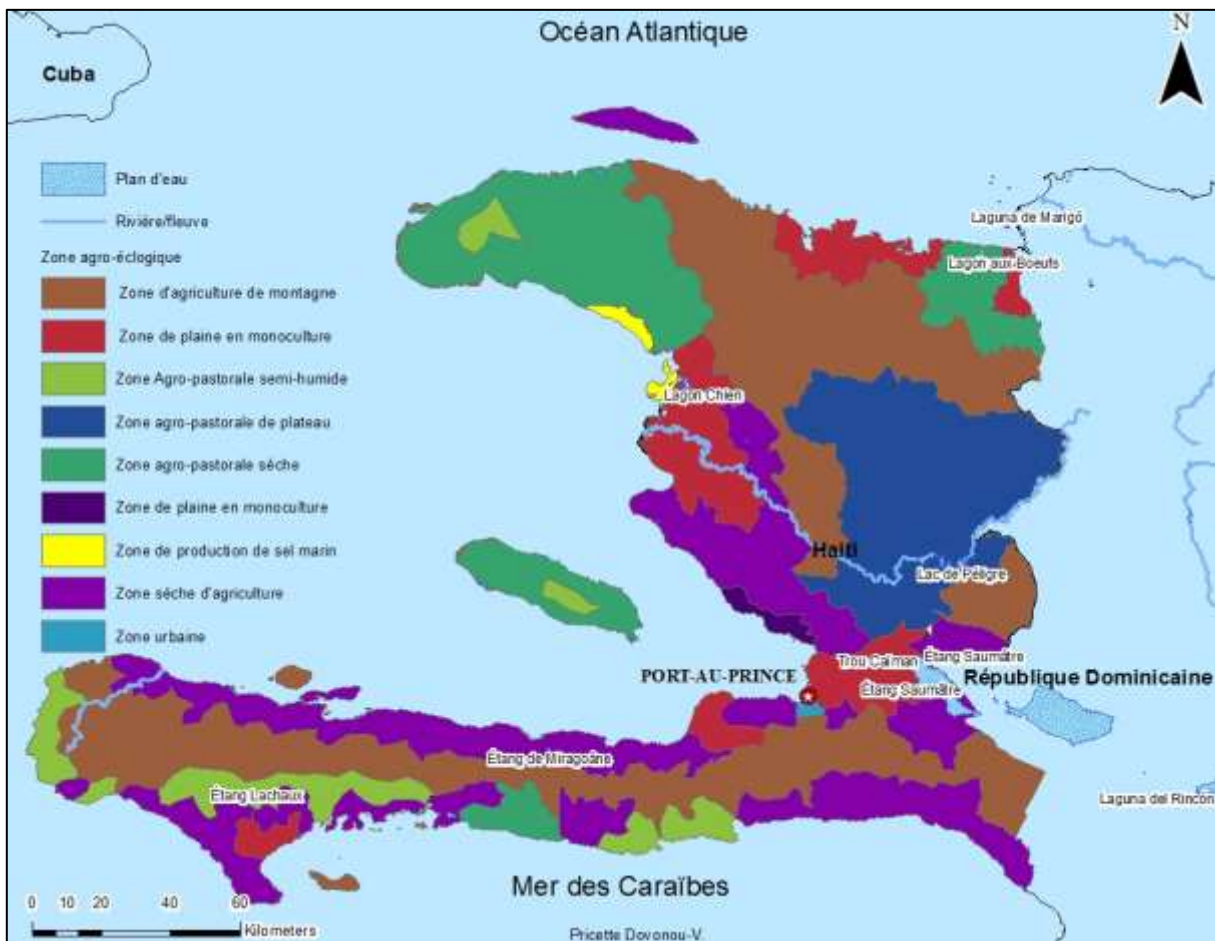 Océan Atlantique
N
Cuba
Plan d'eau
Rivière/fleuve
Zone agro-éclogique
Zone d'agriculture de montagne
Zone de plaine en monoculture
Zone Agro-pastorale semi-humide
Zone agro-pastorale de plateau
Zone agro-pastorale sêche
Zone de plaine en monoculture
Zone de production de sel marin
Zone sêche d'agriculture
Zone urbaine
Laguna de Marigó
Lagon aux-Boeufs
Lagon Chien
Haiti
Lac de Péligre
Trou Caïman
Étang Saumâtre
PORT-AU-PRINCE
Étang Saumâtre
République Dominicaine
Étang de Miragoâne
Étang Lachaux
Laguna del Rincón
Mer des Caraïbes
0 10 20 40 60
Kilometers
Pricette Dovonou-V.